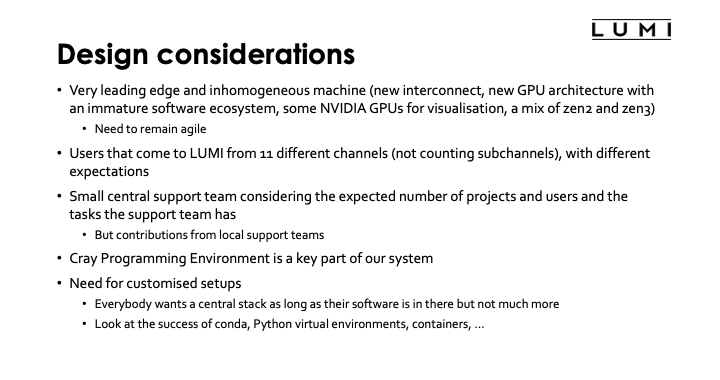 LUMI
Design considerations
• Very leading edge and inhomogeneous machine (new interconnect, new GPU architecture with
an immature software ecosystem, some NVIDIA GPUs for visualisation, a mix of zen2 and zen3)
• Need to remain agile
• Users that come to LUMI from 11 different channels (not counting subchannels), with different
expectations
• Small central support team considering the expected number of projects and users and the
tasks the support team has
• But contributions from local support teams
• Cray Programming Environment is a key part of our system
• Need for customised setups
• Everybody wants a central stack as long as their software is in there but not much more
• Look at the success of conda, Python virtual environments, containers, ...